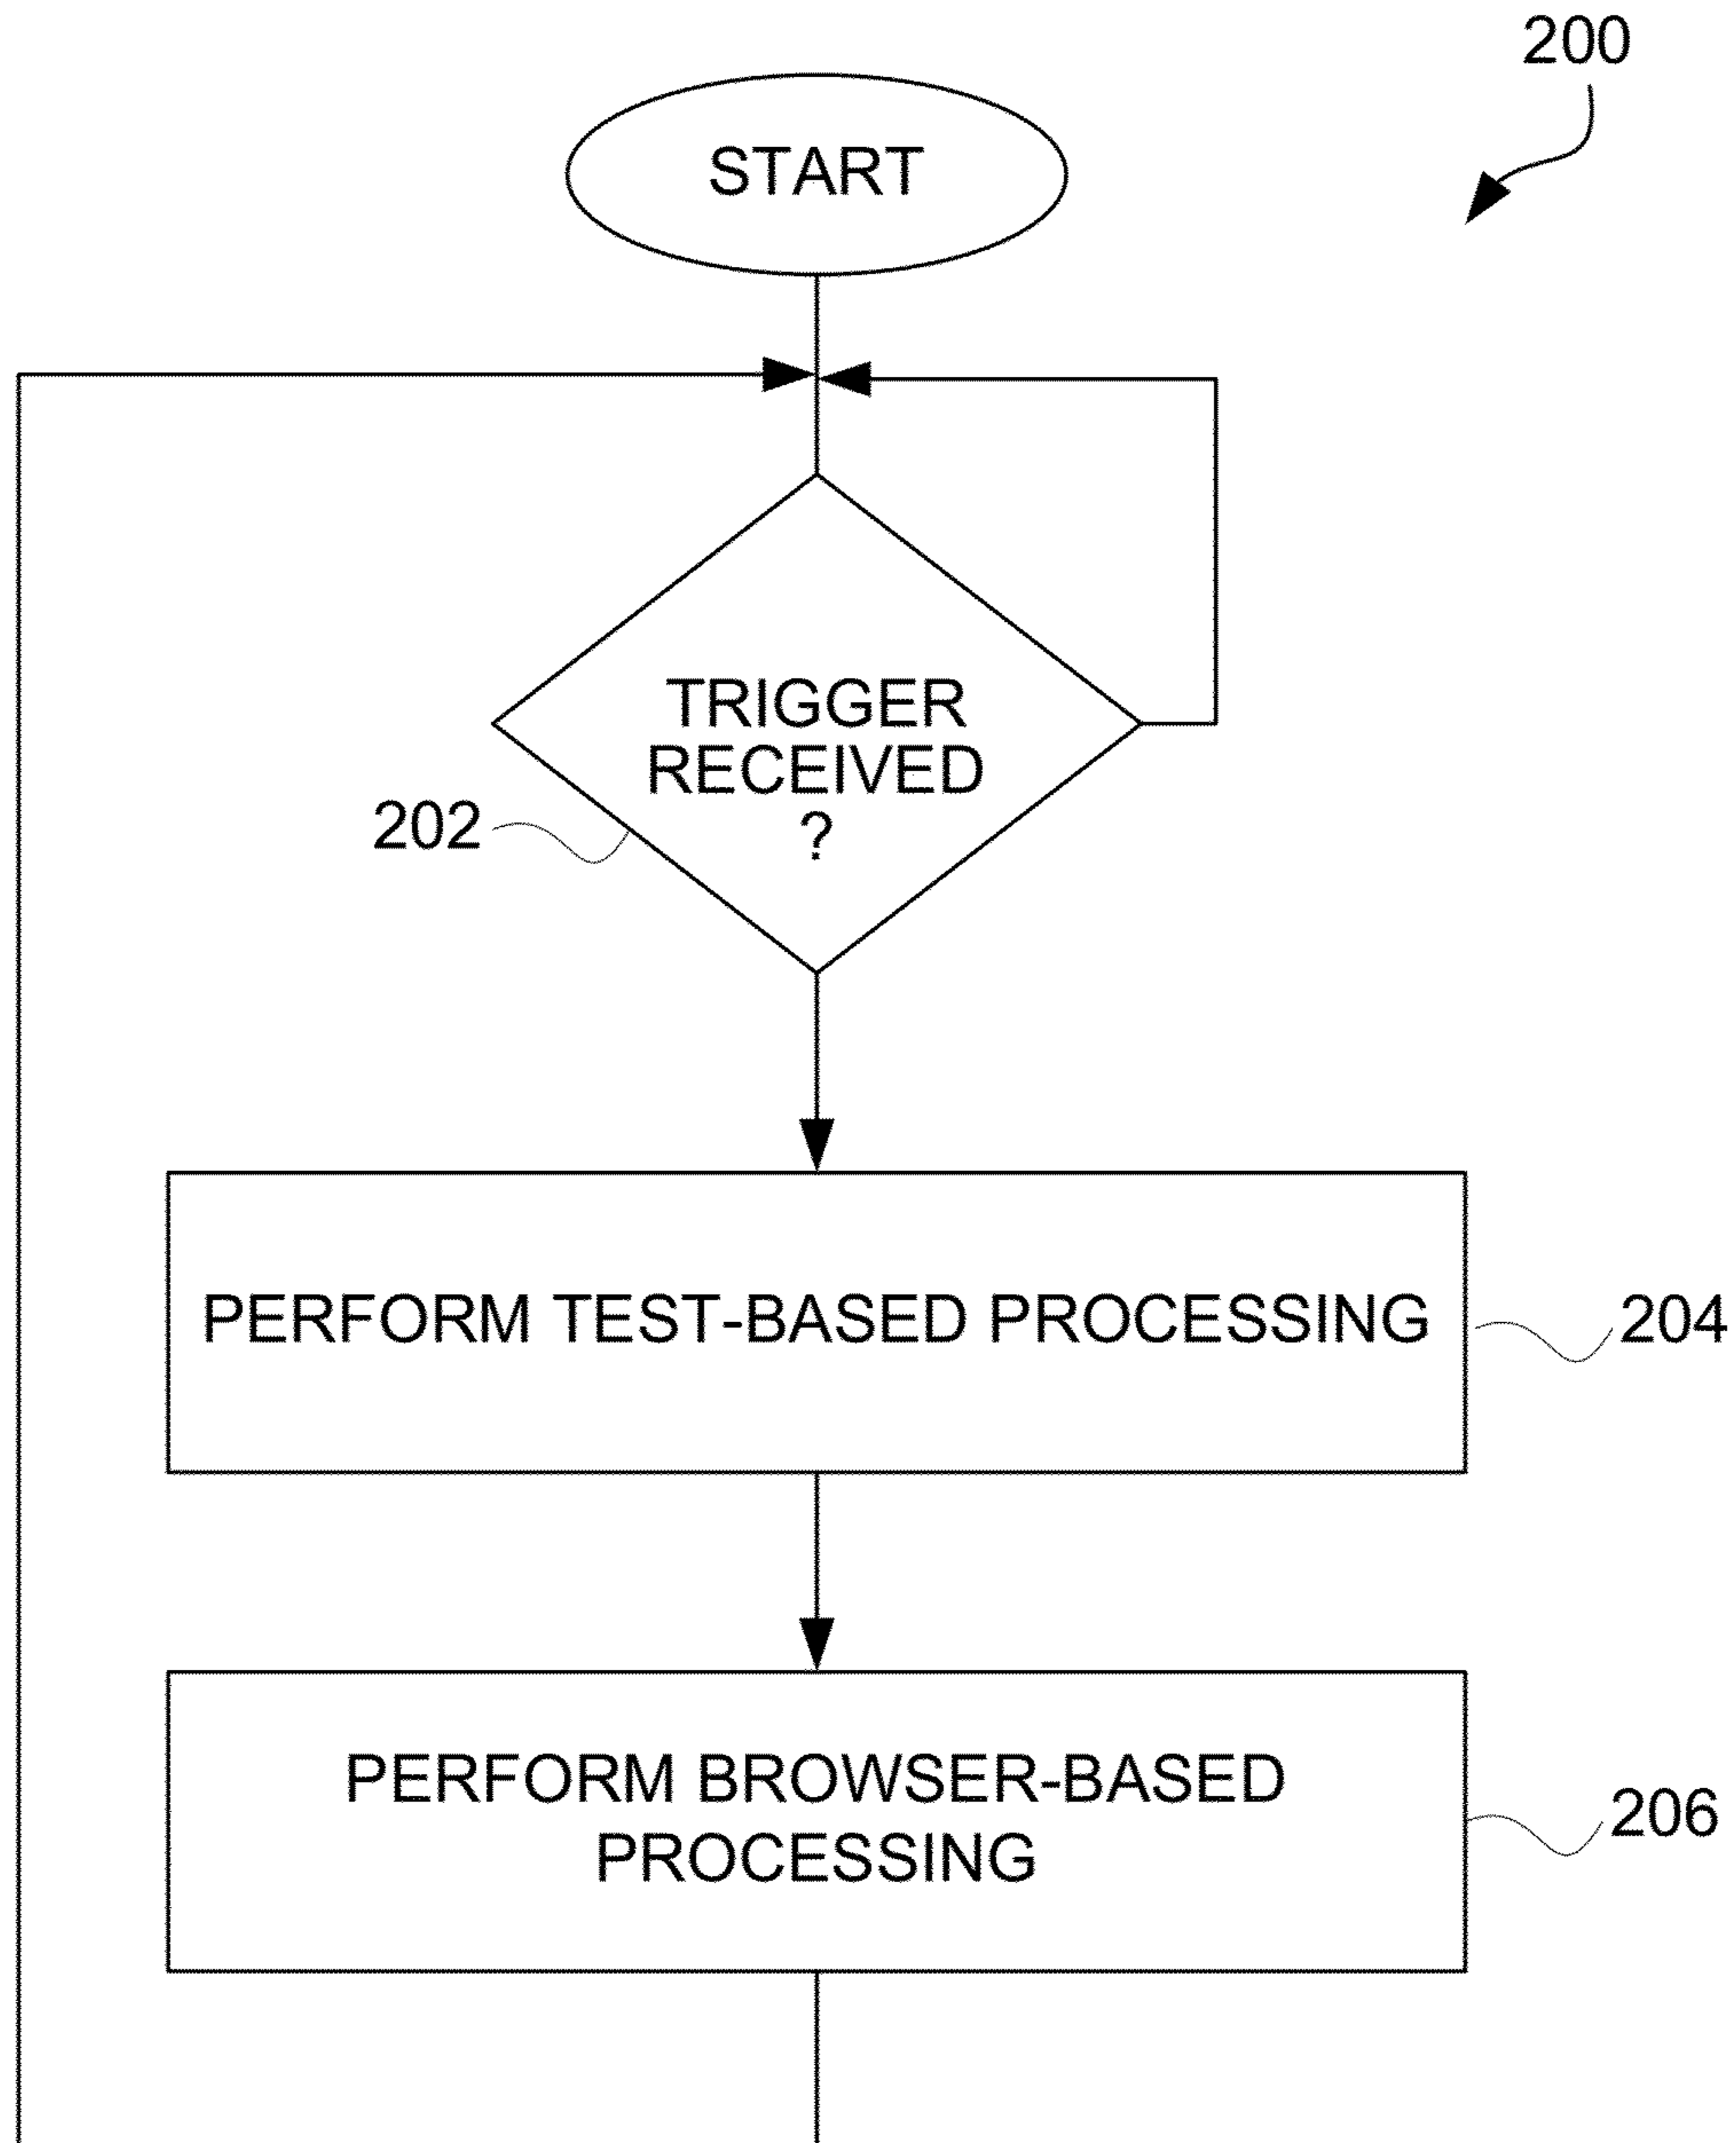 200
START
TRIGGER
RECEIVED
?
202
PERFORM TEST-BASED PROCESSING
204
PERFORM BROWSER-BASED
PROCESSING
206